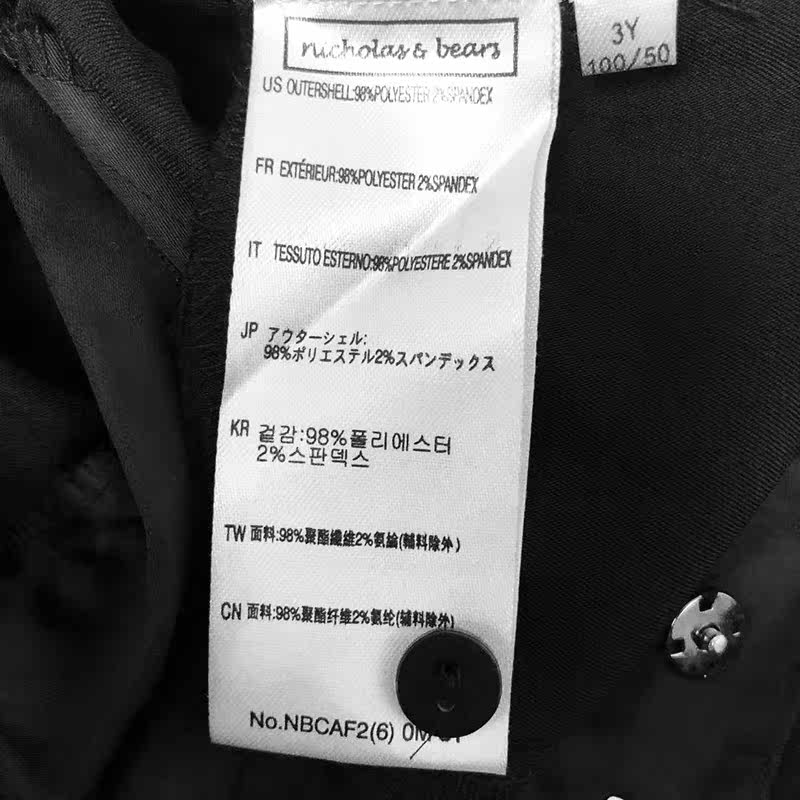 nicholas & bears
3Y
100/50
US OUTERSHELL:98%POLYESTER 2%SPANDEX
FR EXTÉRIEUR:98%POLYESTER 2%SPANDEX
IT TESSUTO ESTERNO:98%POLYESTERE 2%SPANDEX
JP アウターシェル:
98%ポリエステル2%スパンデックス
KR 겉감:98%폴리에스터
2%스판덱스
TW 面料:98%聚酯纖維2%氨綸(輔料除外)
CN 面料:98%聚酯纤维2%氨纶(辅料除外)
No.NBCAF2(6)